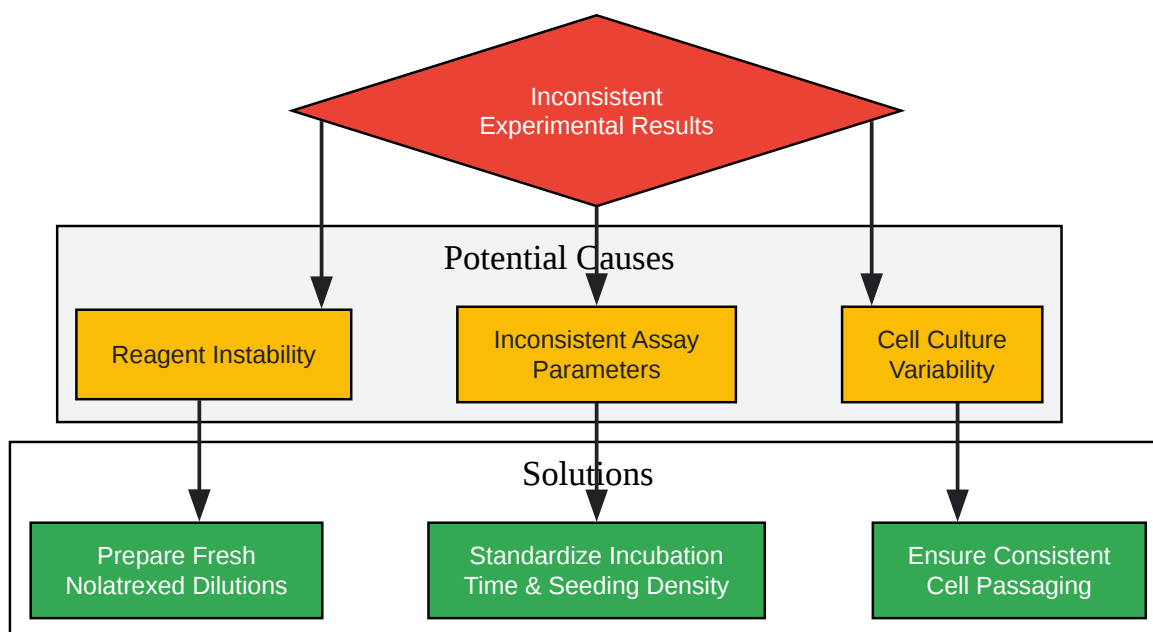 Inconsistent
Experimental Results
Potential Causes
Reagent Instability
Inconsistent Assay
Parameters
Cell Culture
Variability
Solutions
Prepare Fresh
Nolatrexed Dilutions
Standardize Incubation
Time & Seeding Density
Ensure Consistent
Cell Passaging